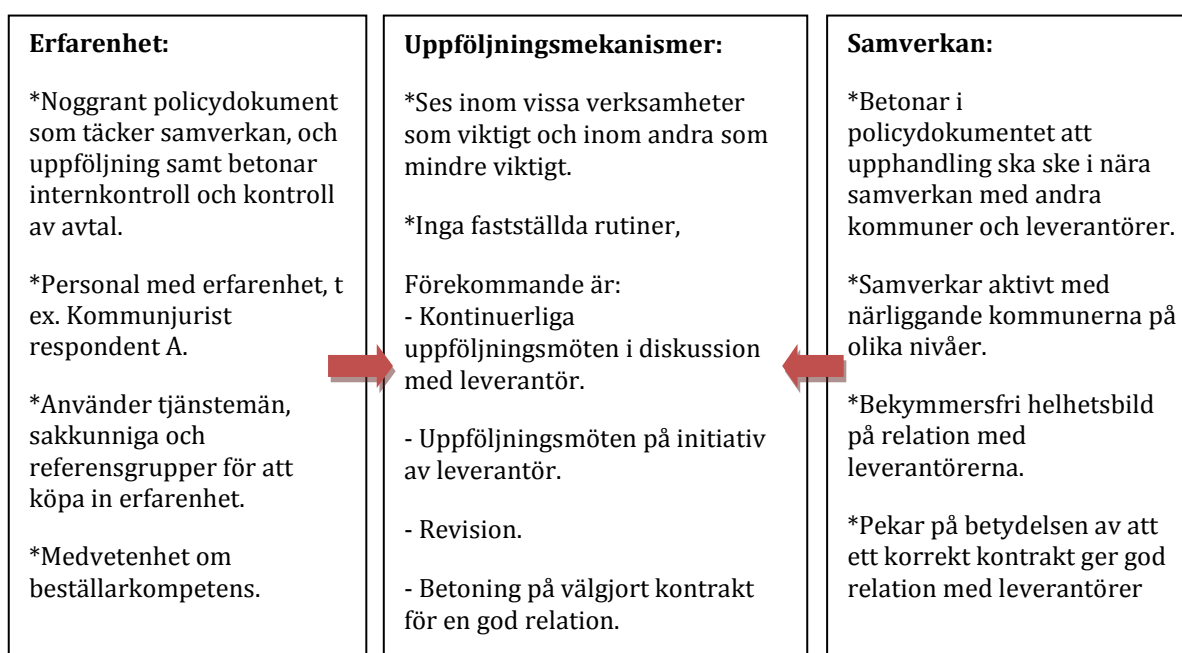 Erfarenhet:
*Noggrant policydokument
som täcker samverkan, och
uppföljning samt betonar
internkontroll och kontroll
av avtal.
*Personal med erfarenhet, t
ex. Kommunjurist
respondent A.
*Använder tjänstemän,
sakkunniga och
referensgrupper för att
köpa in erfarenhet.
*Medvetenhet om
beställarkompetens.
Uppföljningsmekanismer:
*Ses inom vissa verksamheter
som viktigt och inom andra som
mindre viktigt.
*Inga fastställda rutiner,
Förekommande är:
- Kontinuerliga
uppföljningsmöten i diskussion
med leverantör.
- Uppföljningsmöten på initiativ
av leverantör.
- Revision.
- Betoning på välgjort kontrakt
för en god relation.
Samverkan:
*Betonar i
policydokumentet att
upphandling ska ske i nära
samverkan med andra
kommuner och leverantörer.
*Samverkar aktivt med
närliggande kommunerna på
olika nivåer.
*Bekymmersfri helhetsbild
på relation med
leverantörerna.
*Pekar på betydelsen av att
ett korrekt kontrakt ger god
relation med leverantörer